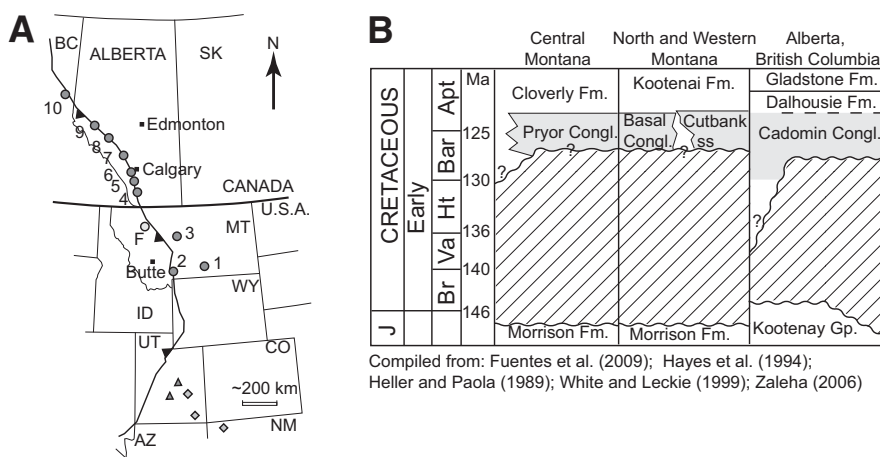 A
BC
ALBERTA
SK
N
10
9
Edmonton
8
7
Calgary
6
5
4
CANADA
U.S.A.
F
3
MT
Butte
2
1
WY
ID
UT
CO
~200 km
AZ
NM
B
Central Montana
North and Western Montana
Alberta, British Columbia
Ma
CRETACEOUS
Early
J
Apt
Bar
Ht
Va
Br
125
130
136
140
146
Cloverly Fm.
Kootenai Fm.
Gladstone Fm.
Dalhousie Fm.
Pryor Congl.
Basal Congl.
Cutbank ss
Cadomin Congl.
?
?
?
?
Morrison Fm.
Morrison Fm.
Kootenay Gp.
Compiled from: Fuentes et al. (2009); Hayes et al. (1994);
Heller and Paola (1989); White and Leckie (1999); Zaleha (2006)